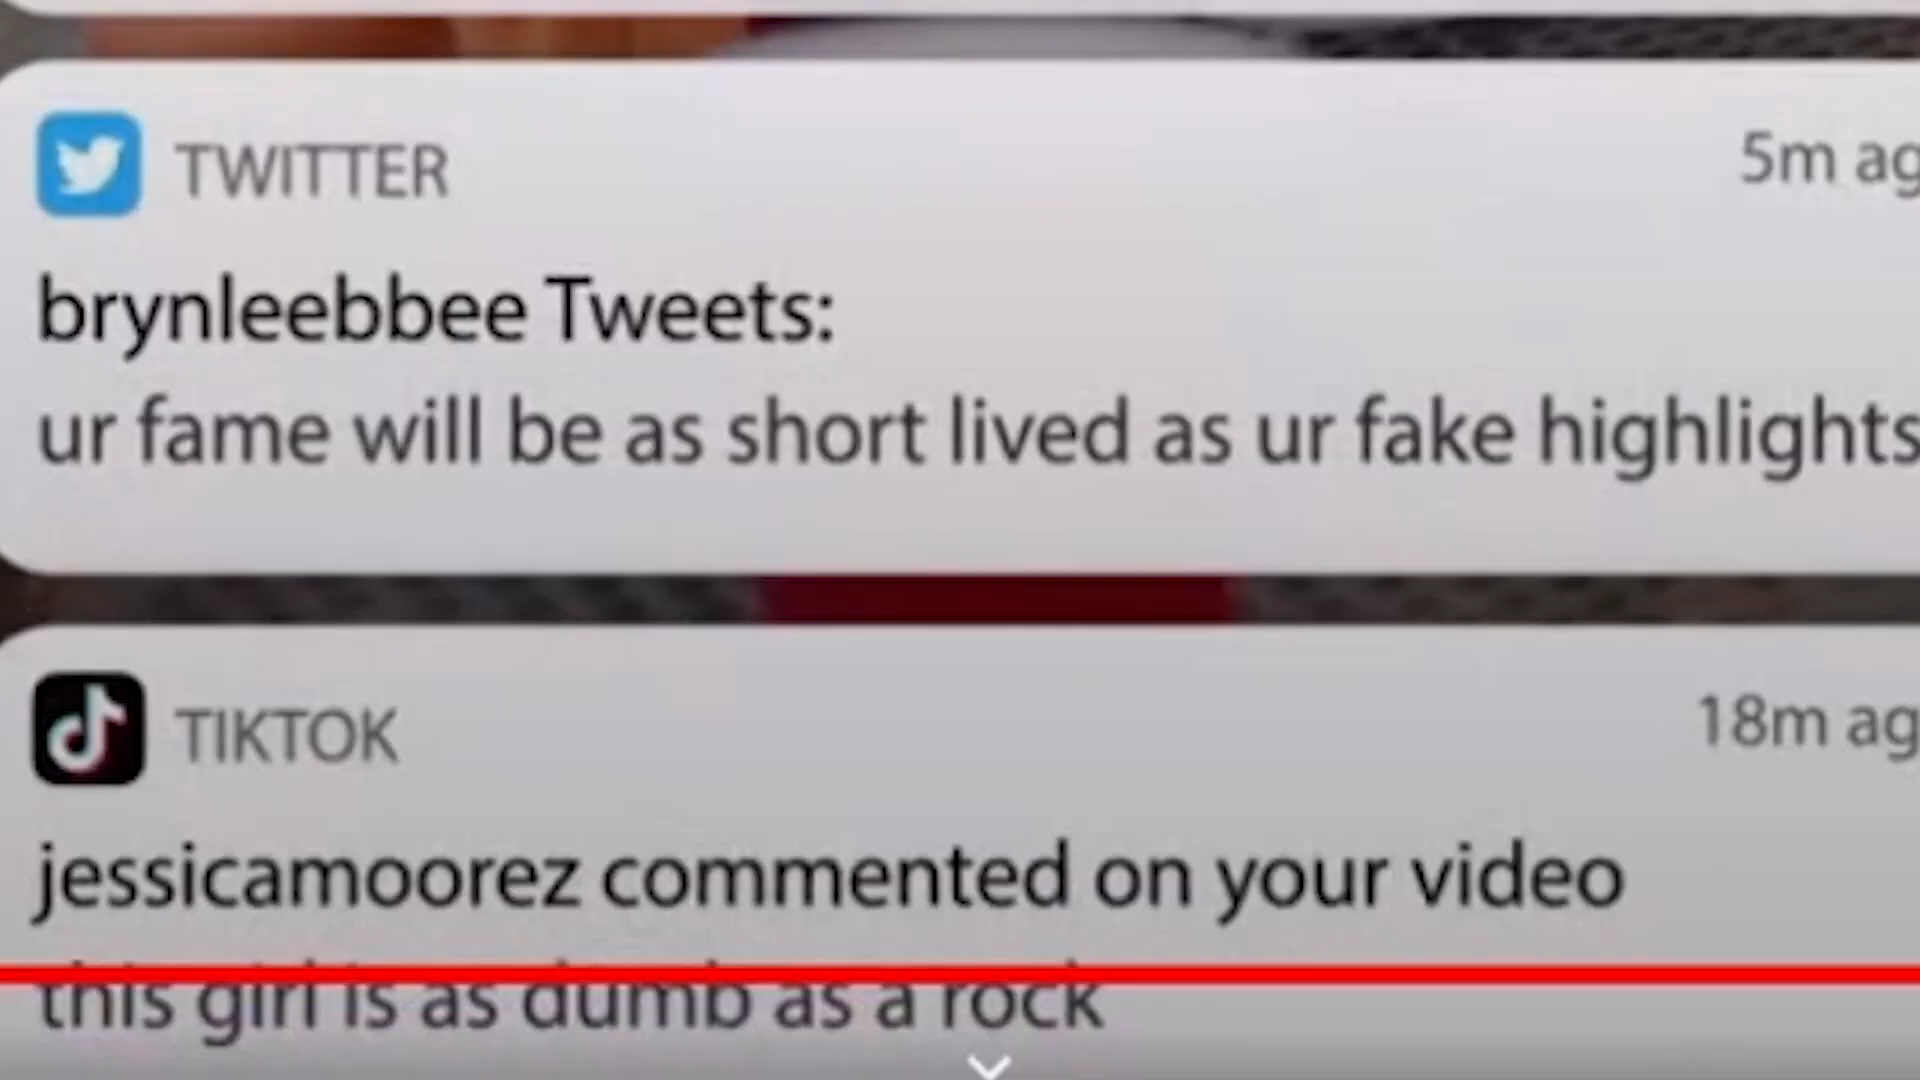 TWITTER
5m ag
brynleebbee Tweets:
ur fame will be as short lived as ur fake highlights
TIKTOK
18m ag
jessicamoorez commented on your video
this girl is as dumb as a rock